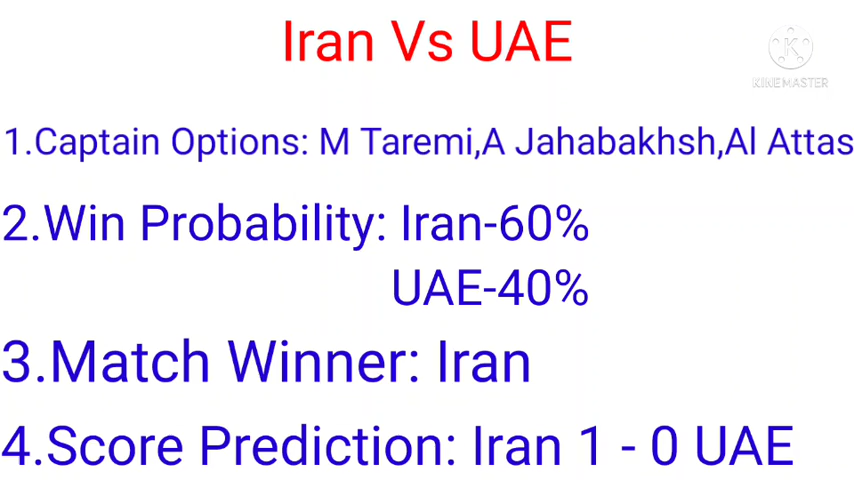 Iran Vs UAE
KINEMASTER
1.Captain Options: M Taremi,A Jahabakhsh,Al Attas
2.Win Probability: Iran-60%
UAE-40%
3.Match Winner: Iran
4.Score Prediction: Iran 1 - 0 UAE